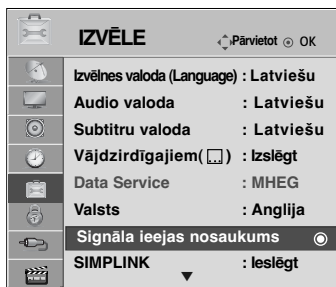 IZVĒLE Pārvietot OK
Izvēlnes valoda (Language) : Latviešu
Audio valoda : Latviešu
Subtitru valoda : Latviešu
Vājdzirdīgajiem( ) : Izslēgt
Data Service : MHEG
Valsts : Anglija
Signāla ieejas nosaukums
SIMPLINK : Ieslēgt